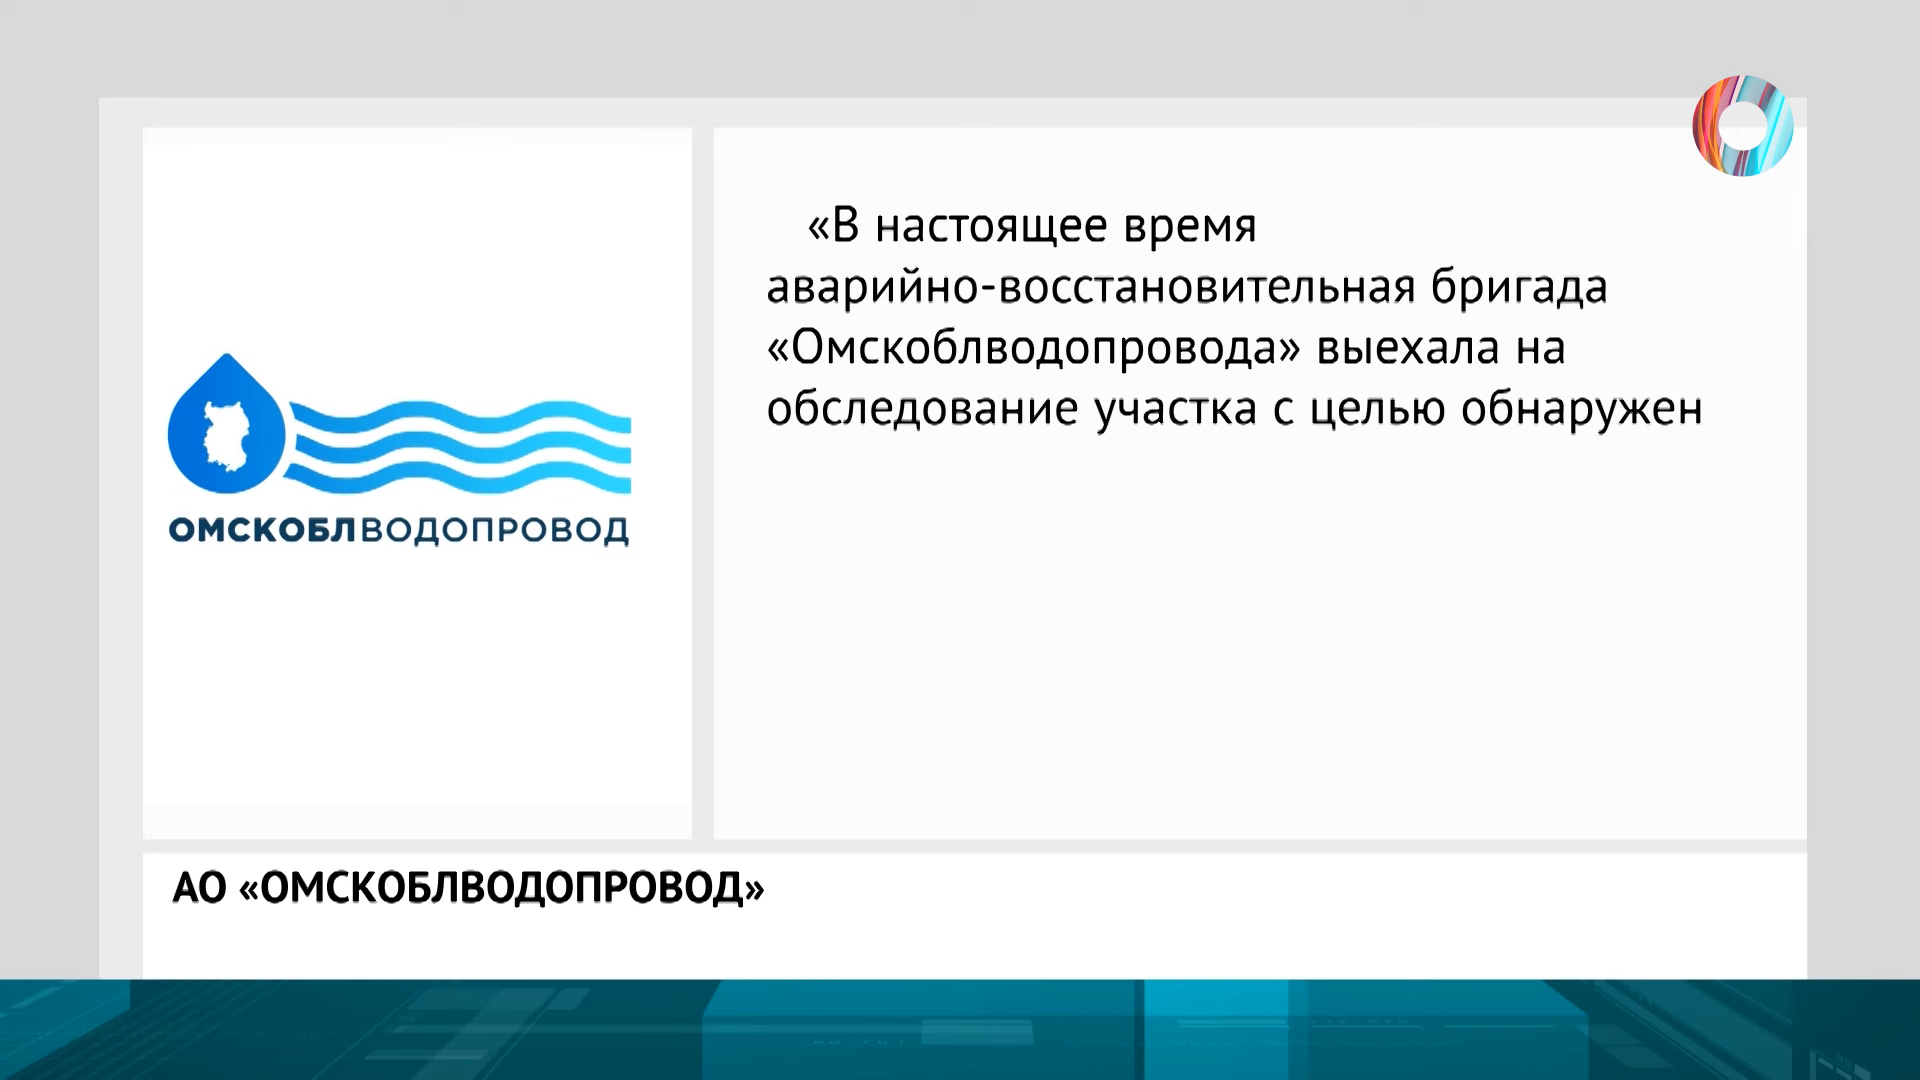 «В настоящее время
аварийно-восстановительная бригада
«Омскоблводопровода» выехала на
обследование участка с целью обнаружен
ОМСКОБЛВОДОПРОВОД
АО «ОМСКОБЛВОДОПРОВОД»